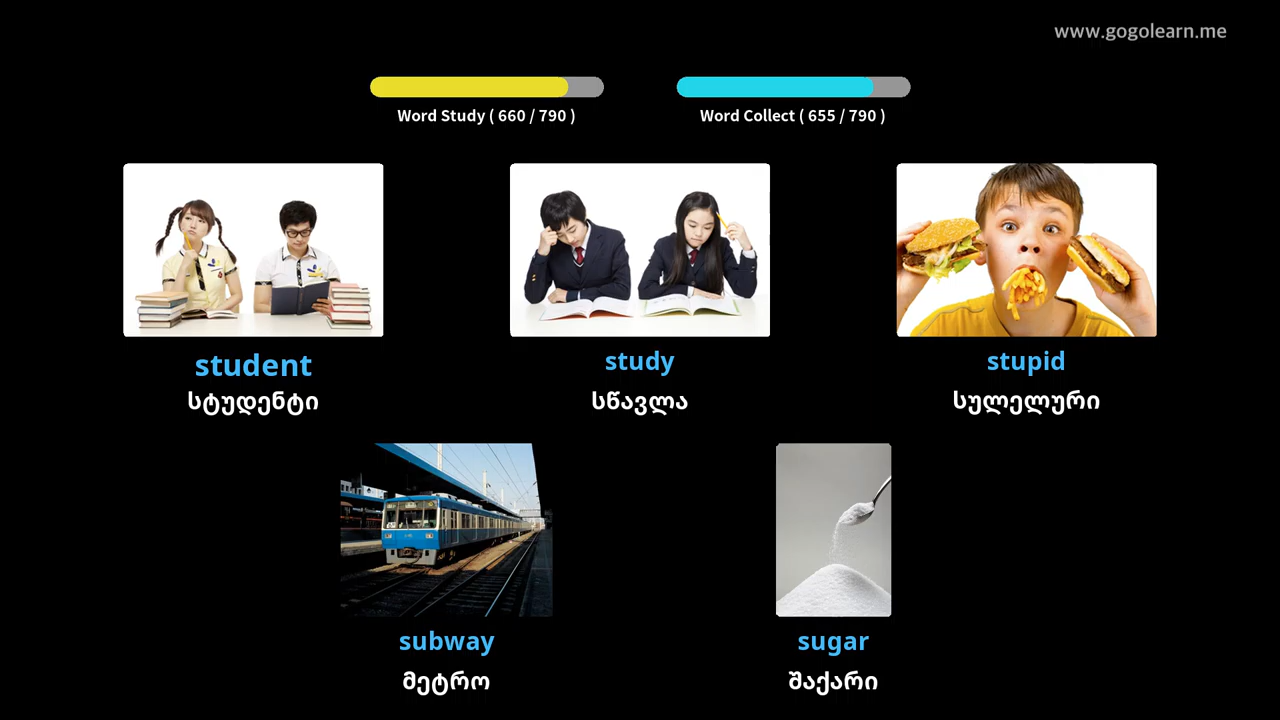 www.gogolearn.me
Word Study ( 660 / 790 )
Word Collect ( 655 / 790 )
student
study
stupid
სტუდენტი
სწავლა
სულელური
subway
sugar
მეტრო
შაქარი